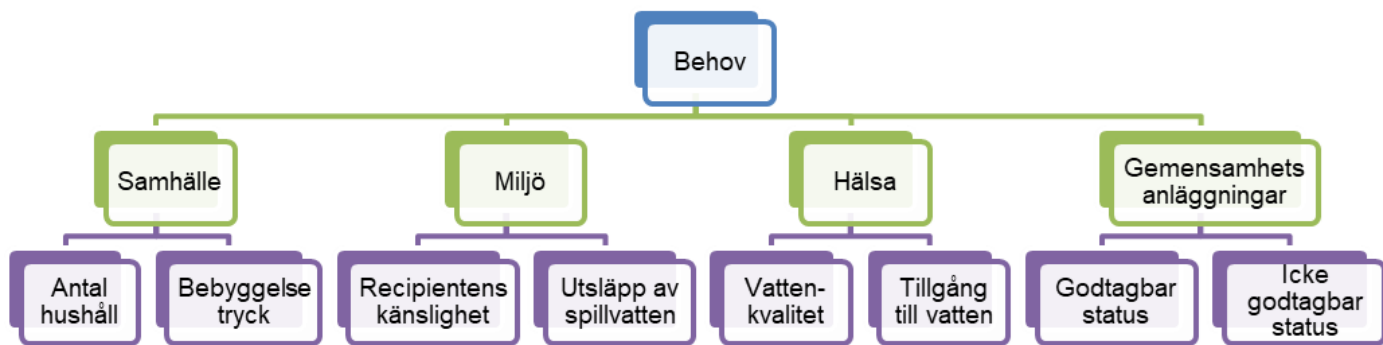 Behov
Samhälle
Miljö
Hälsa
Gemensamhets
anläggningar
Antal
hushåll
Bebyggelse
tryck
Recipientens
känslighet
Utsläpp av
spillvatten
Vatten-
kvalitet
Tillgång
till vatten
Godtagbar
status
Icke
godtagbar
status